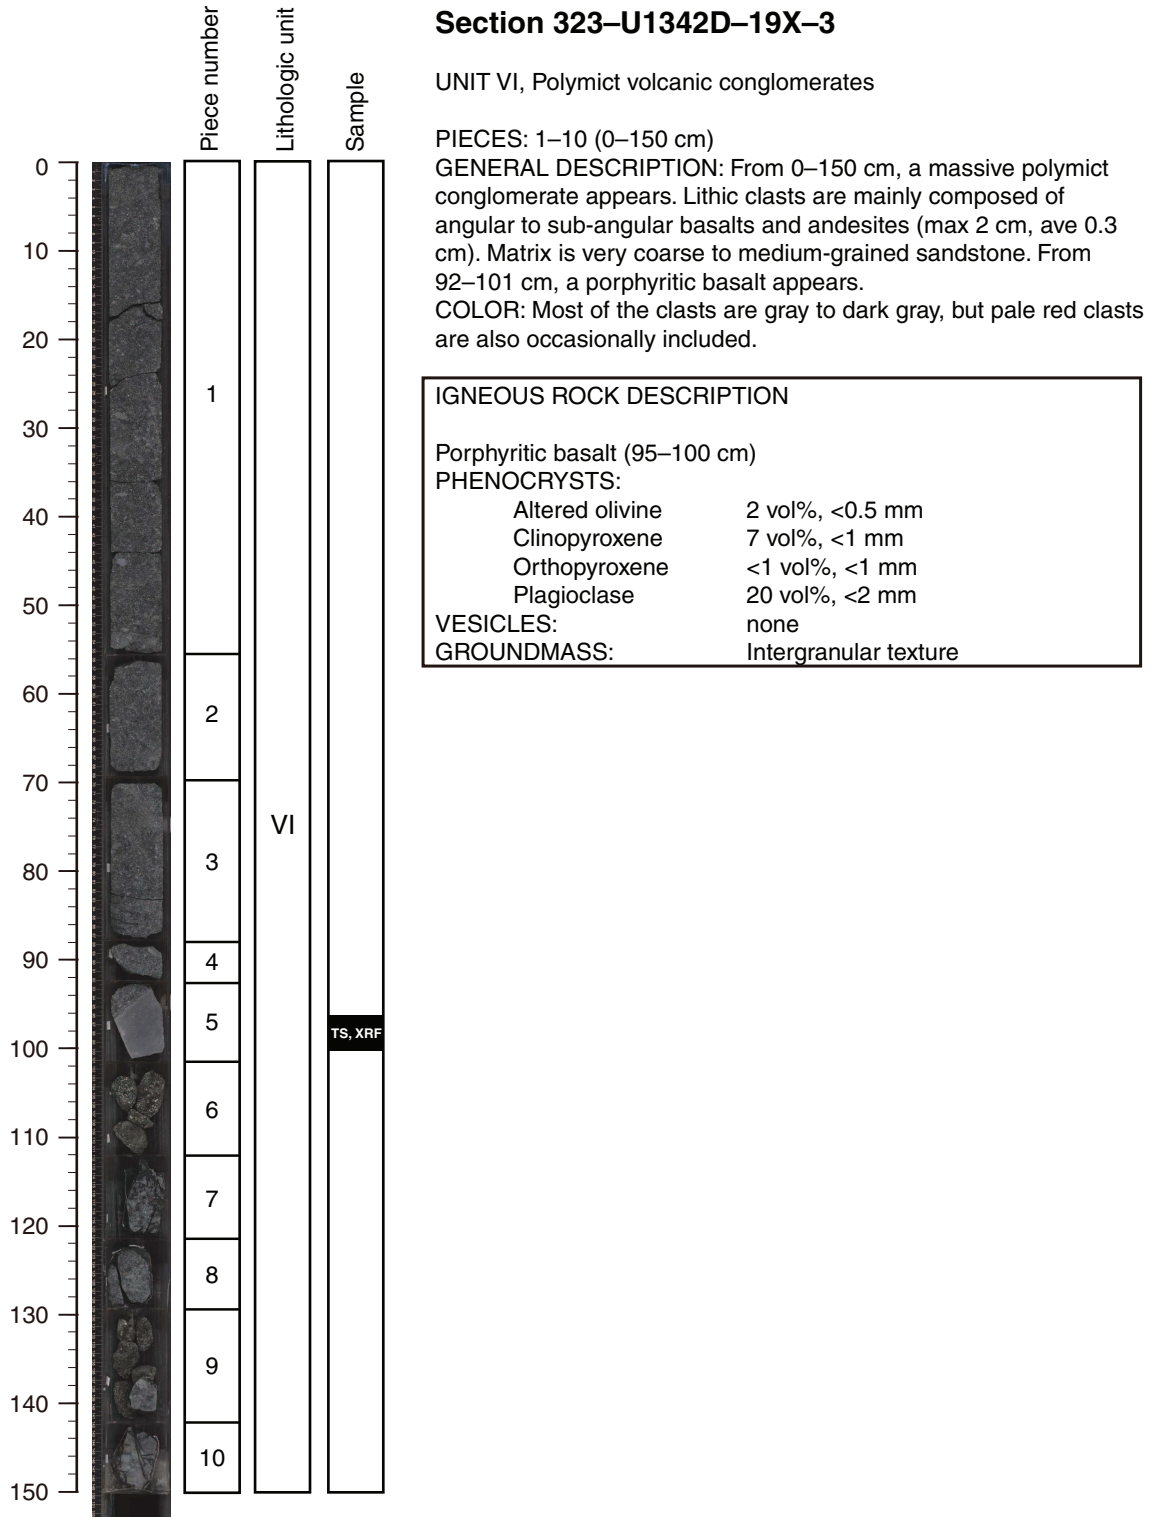 Section 323–U1342D–19X–3
UNIT VI, Polymict volcanic conglomerates
PIECES: 1–10 (0–150 cm)
GENERAL DESCRIPTION: From 0–150 cm, a massive polymict
conglomerate appears. Lithic clasts are mainly composed of
angular to sub-angular basalts and andesites (max 2 cm, ave 0.3
cm). Matrix is very coarse to medium-grained sandstone. From
92–101 cm, a porphyritic basalt appears.
COLOR: Most of the clasts are gray to dark gray, but pale red clasts
are also occasionally included.
IGNEOUS ROCK DESCRIPTION
Porphyritic basalt (95–100 cm)
PHENOCRYSTS:
Altered olivine 2 vol%, <0.5 mm
Clinopyroxene 7 vol%, <1 mm
Orthopyroxene <1 vol%, <1 mm
Plagioclase 20 vol%, <2 mm
VESICLES: none
GROUNDMASS: Intergranular texture
Piece number
Lithologic unit
Sample
0
10
20
30
40
50
60
70
80
90
100
110
120
130
140
150
1
2
3
4
5
6
7
8
9
10
VI
TS, XRF